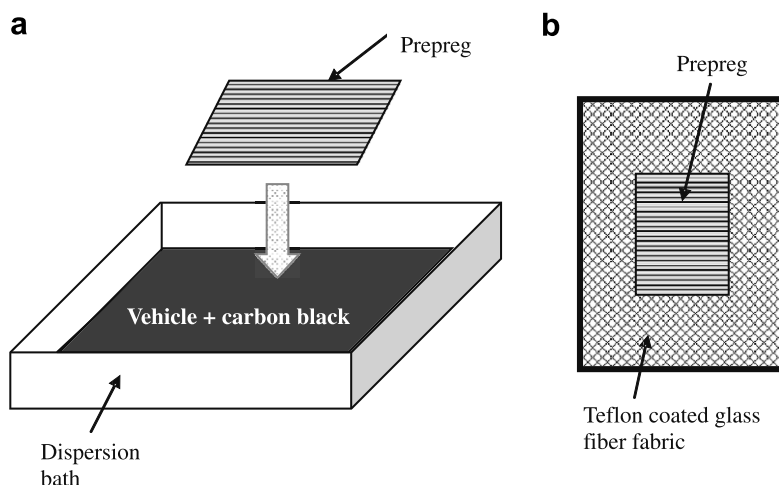 a
Prepreg
Vehicle + carbon black
Dispersion
bath
b
Prepreg
Teflon coated glass
fiber fabric